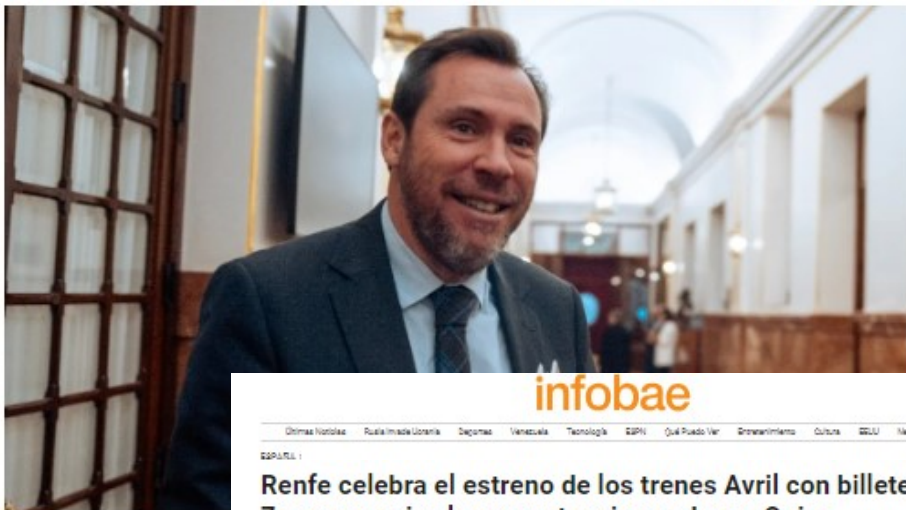 infobae
Últimas Noticias Rusia Invade Ucrania Deportes Venezuela Tecnología ESPN Qué Puedo Ver Entretenimiento Cultura EEUU
ESPAÑA
Renfe celebra el estreno de los trenes Avril con billete